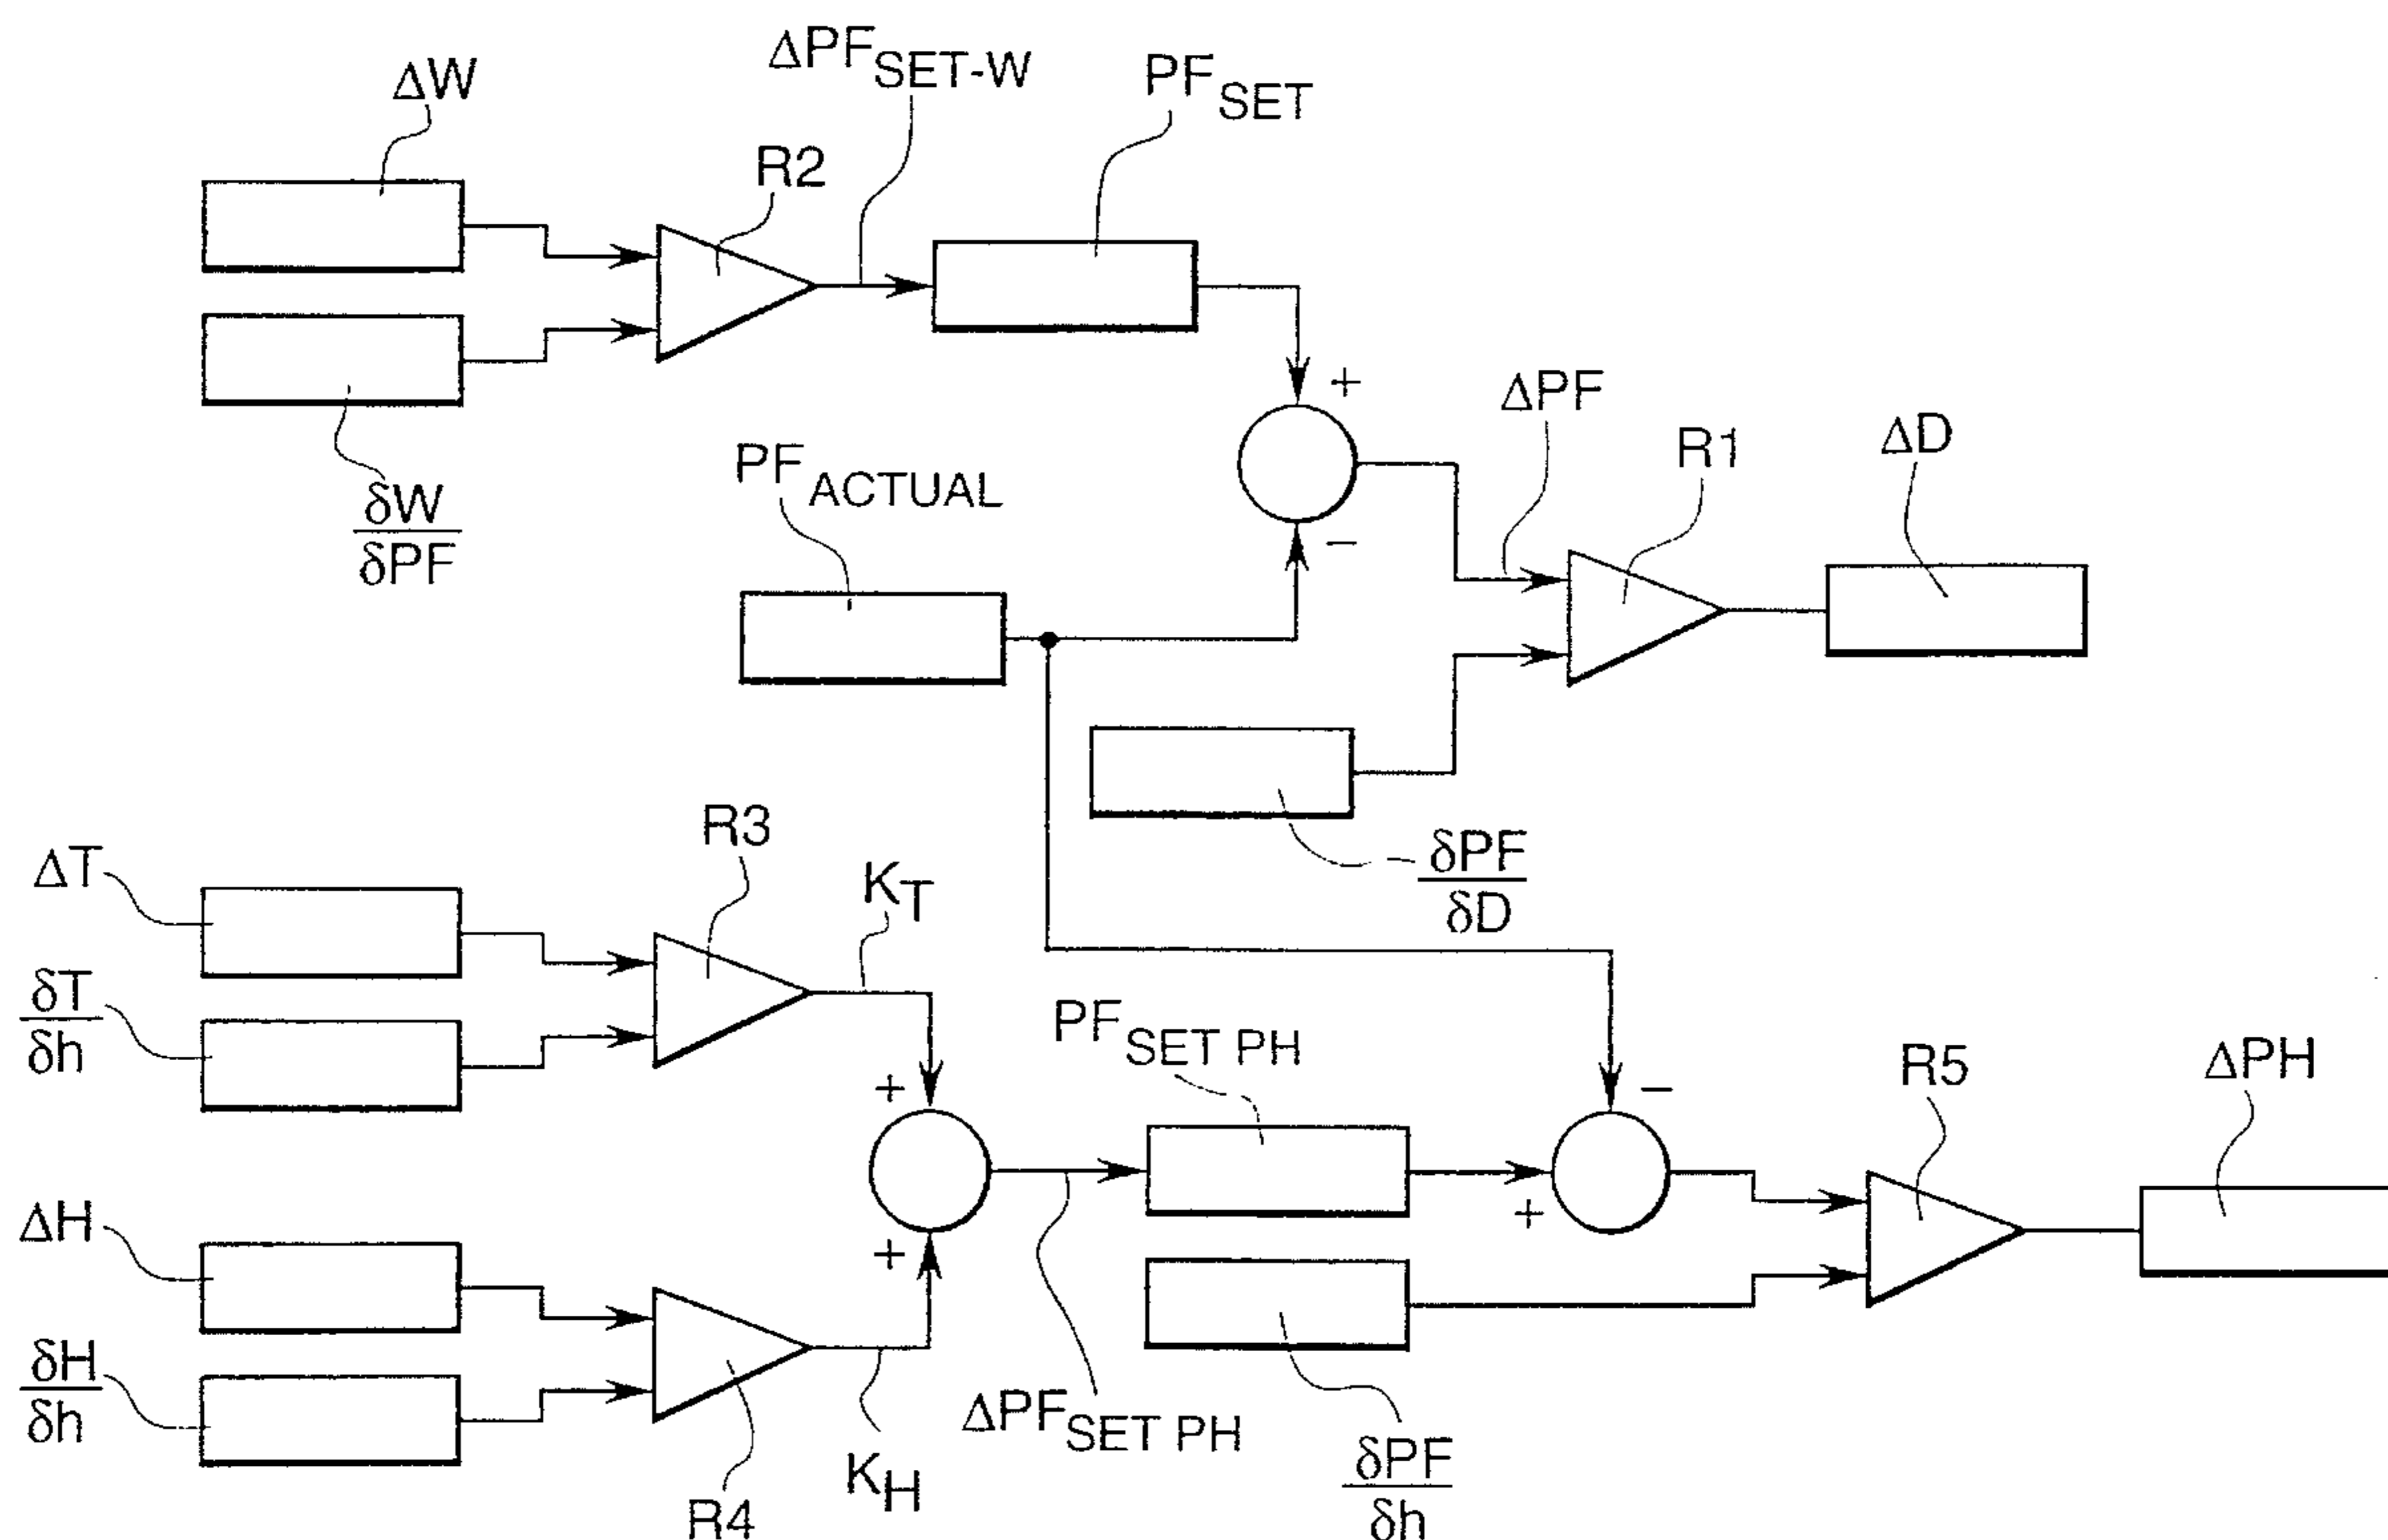 ΔW
ΔPF SET-W
PF SET
R2
δW
δPF
PF ACTUAL
+
−
ΔPF
R1
ΔD
δPF
δD
R3
ΔT
δT
δh
K T
+
+
ΔH
δH
δh
R4
K H
ΔPF SET PH
PF SET PH
−
+
δPF
δh
R5
ΔPH